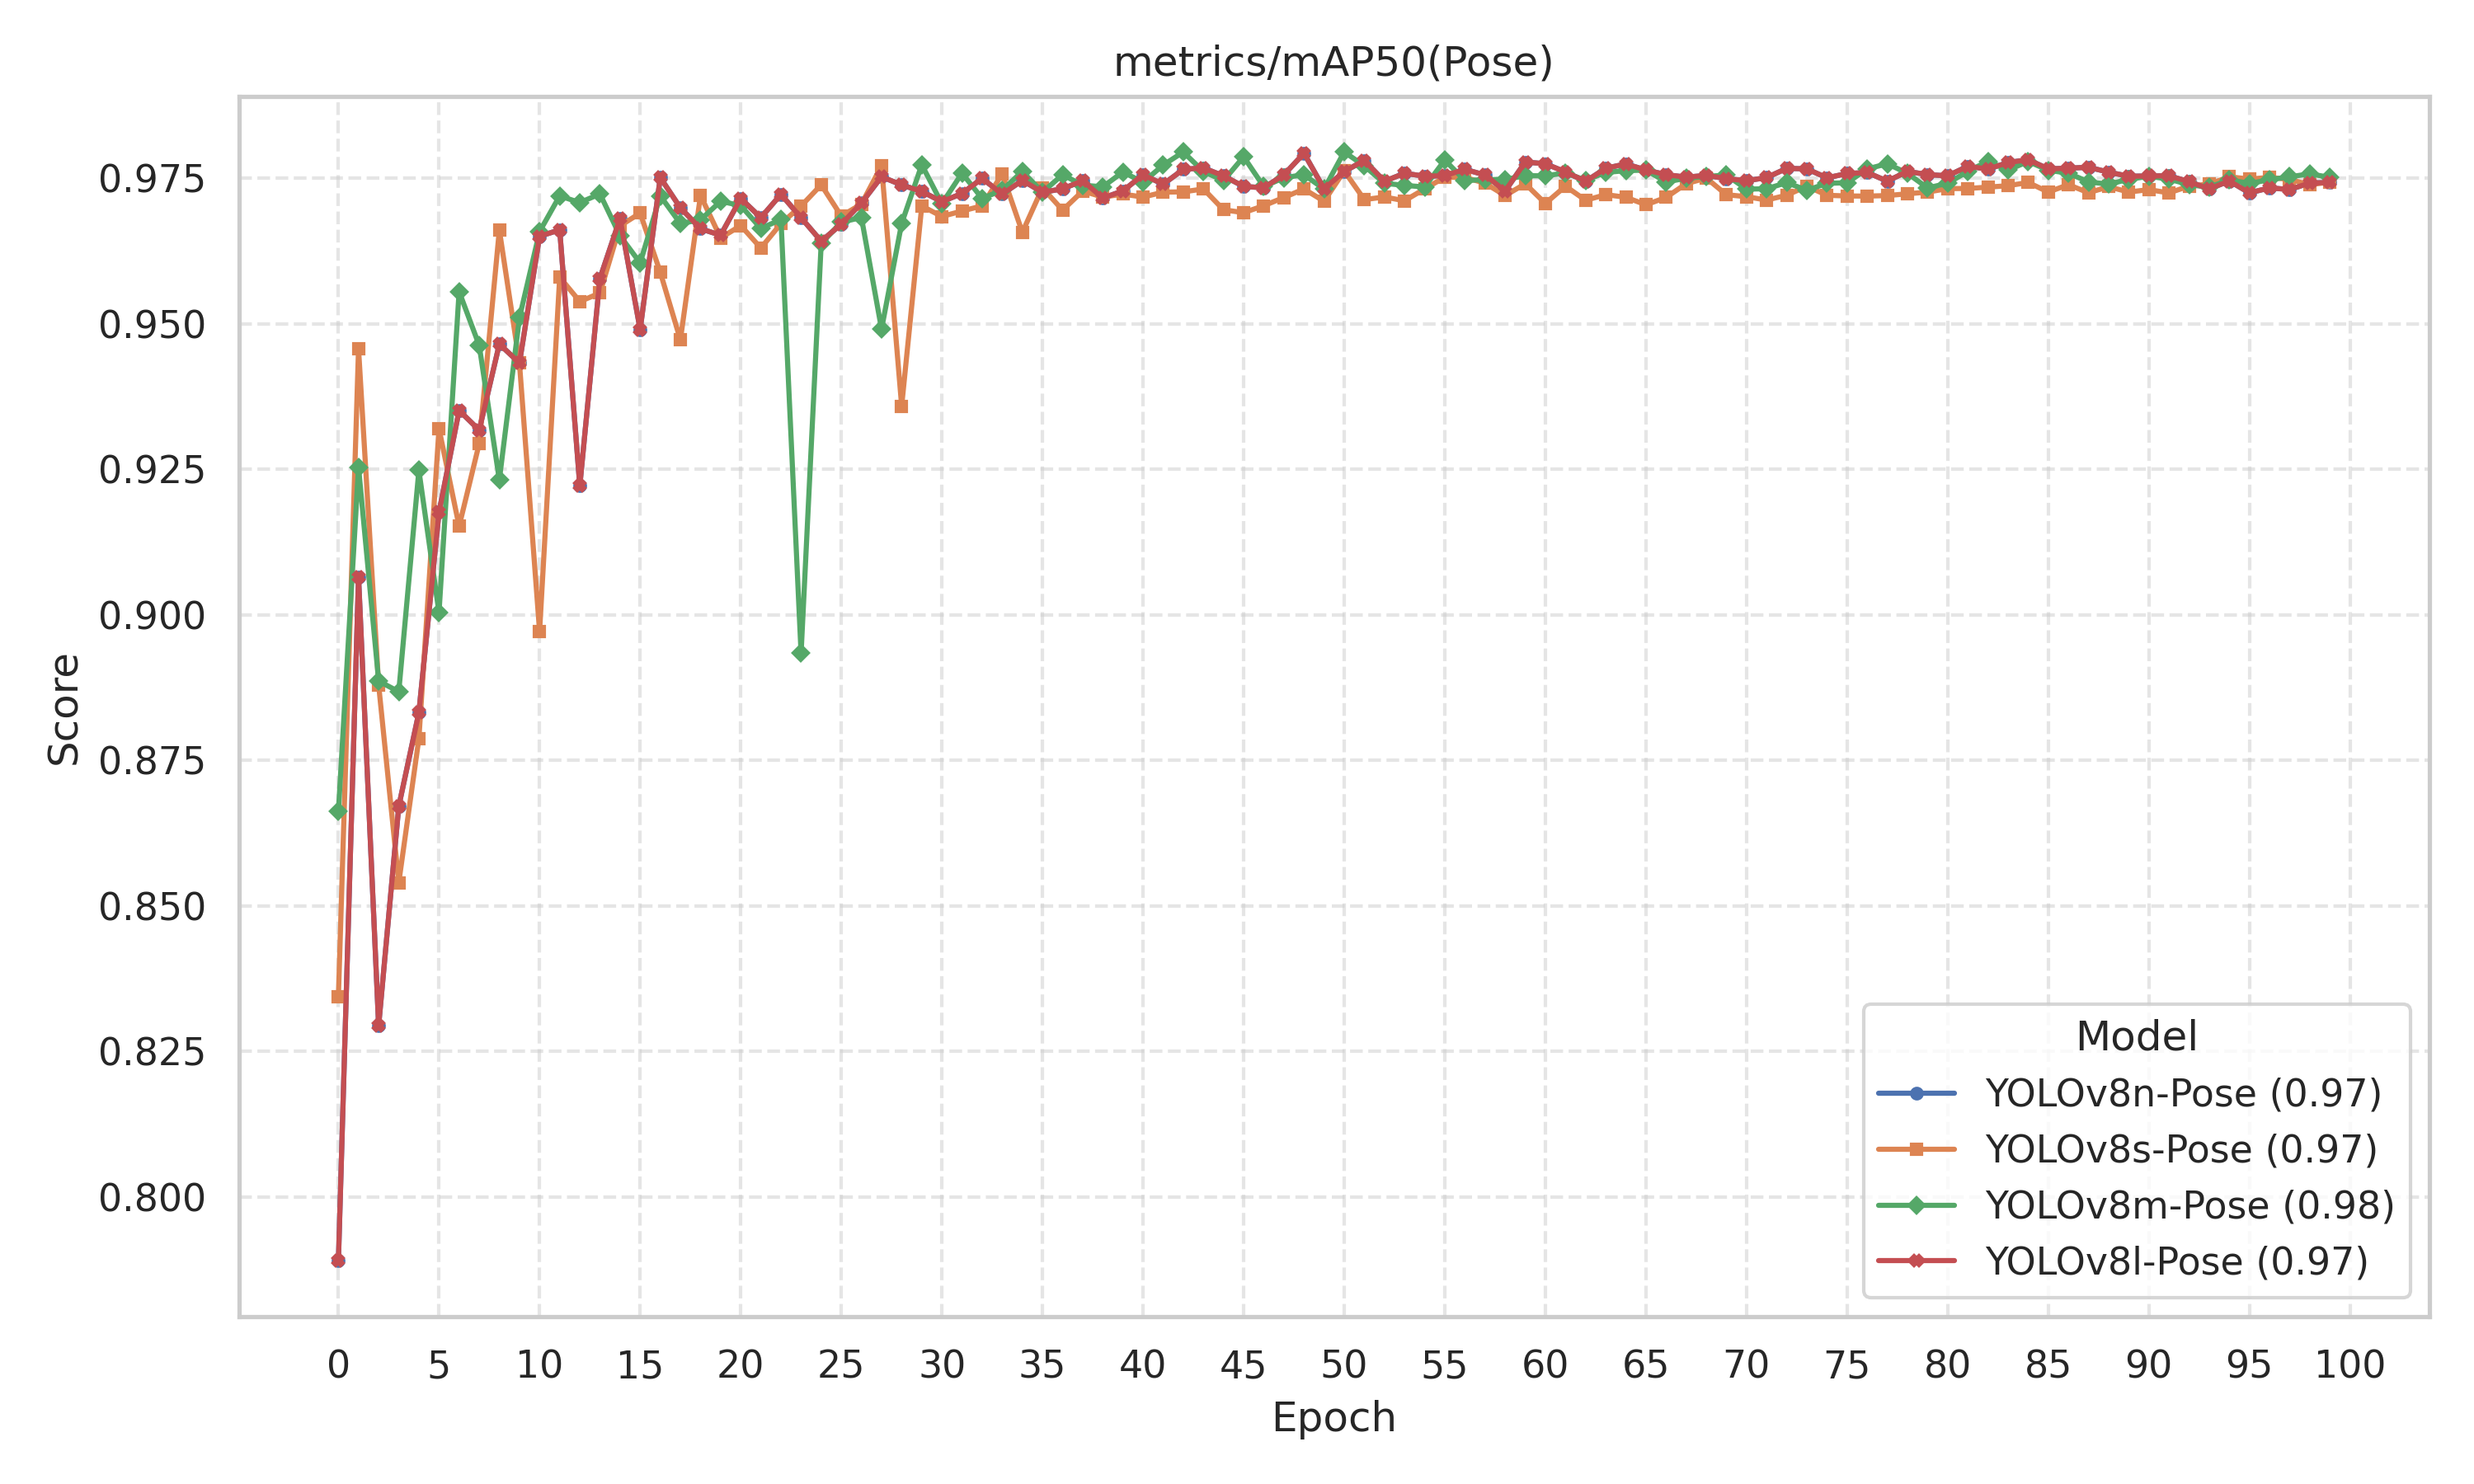 metrics/mAP50(Pose)
0.975
0.950
0.925
0.900
0.875
0.850
0.825
0.800
Score
0 5 10 15 20 25 30 35 40 45 50 55 60 65 70 75 80 85 90 95 100
Epoch
Model
YOLOv8n-Pose (0.97)
YOLOv8s-Pose (0.97)
YOLOv8m-Pose (0.98)
YOLOv8l-Pose (0.97)